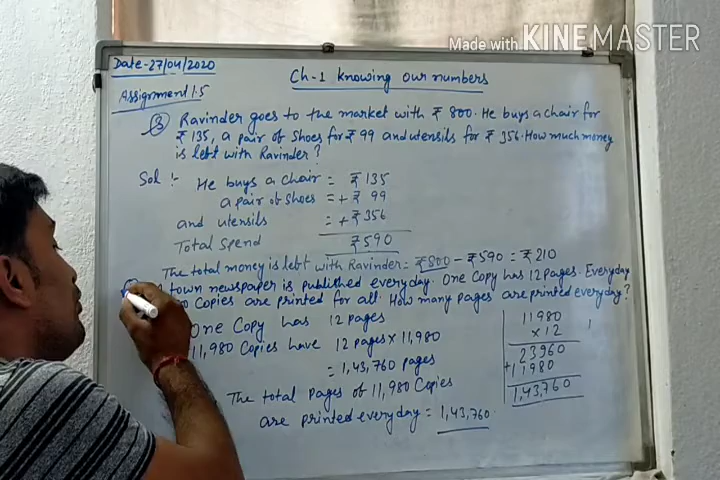 Made with KINEMASTER
Date-27/04/2020
Ch-1 Knowing our numbers
Assignment 1.5
③ Ravinder goes to the market with ₹ 800. He buys a chair for
₹ 135, a pair of shoes for ₹ 99 and utensils for ₹ 356. How much money
is left with Ravinder?
Sol :- He buys a chair = ₹ 135
a pair of shoes = + ₹ 99
and utensils = + ₹ 356
Total Spend ₹ 590
The total money is left with Ravinder = ₹ 800 - ₹ 590 = ₹ 210
town newspaper is published everyday. One Copy has 12 pages. Everyday
Copies are printed for all. How many pages are printed everyday?
One Copy has 12 pages
11,980 Copies have 12 pages × 11,980
= 1,43,760 pages
The total pages of 11,980 Copies
are printed everyday = 1,43,760.
11980
×12
23960
+11980
1,43,760